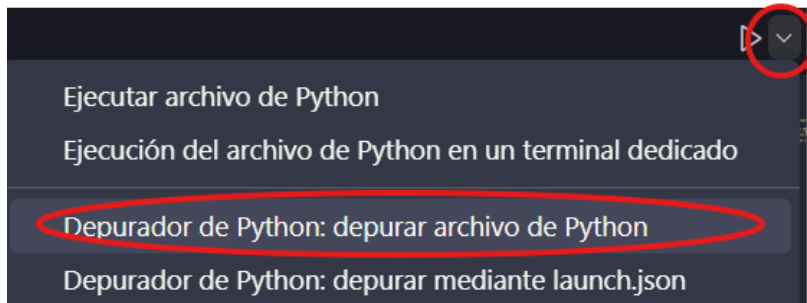 Ejecutar archivo de Python
Ejecución del archivo de Python en un terminal dedicado
Depurador de Python: depurar archivo de Python
Depurador de Python: depurar mediante launch.json